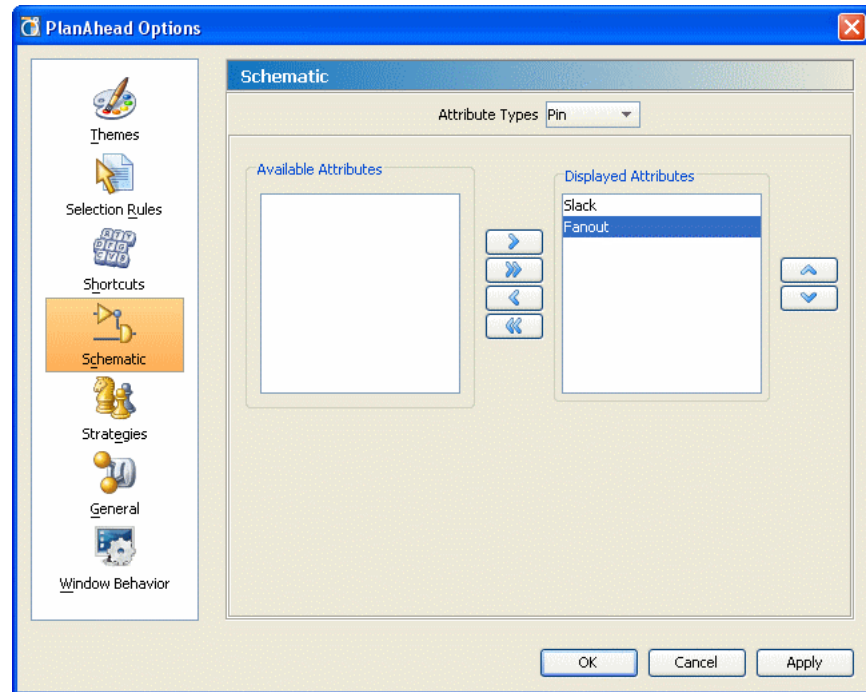 PlanAhead Options
Themes
Selection Rules
Shortcuts
Schematic
Strategies
General
Window Behavior
Schematic
Attribute Types Pin
Available Attributes
Displayed Attributes
Slack
Fanout
OK Cancel Apply